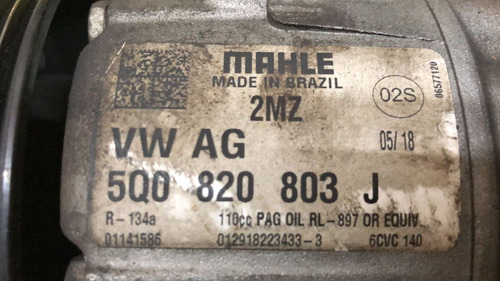 MAHLE
MADE IN BRAZIL
2MZ
02S
06577120
VW AG
05/18
5Q0 820 803 J
R-134a 110cc PAG OIL RL-897 OR EQUIV
01141586 012918223433-3 6CVC 140